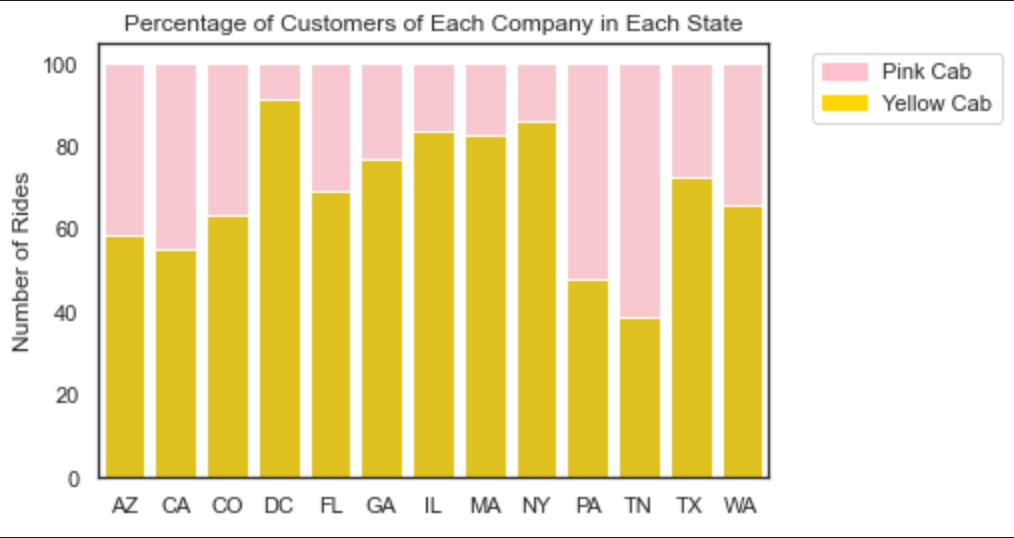 Percentage of Customers of Each Company in Each State
Pink Cab
Yellow Cab
Number of Rides
100
80
60
40
20
0
AZ CA CO DC FL GA IL MA NY PA TN TX WA